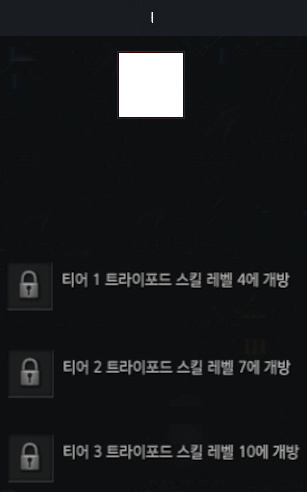 티어 1 트라이포드 스킬 레벨 4에 개방
티어 2 트라이포드 스킬 레벨 7에 개방
티어 3 트라이포드 스킬 레벨 10에 개방